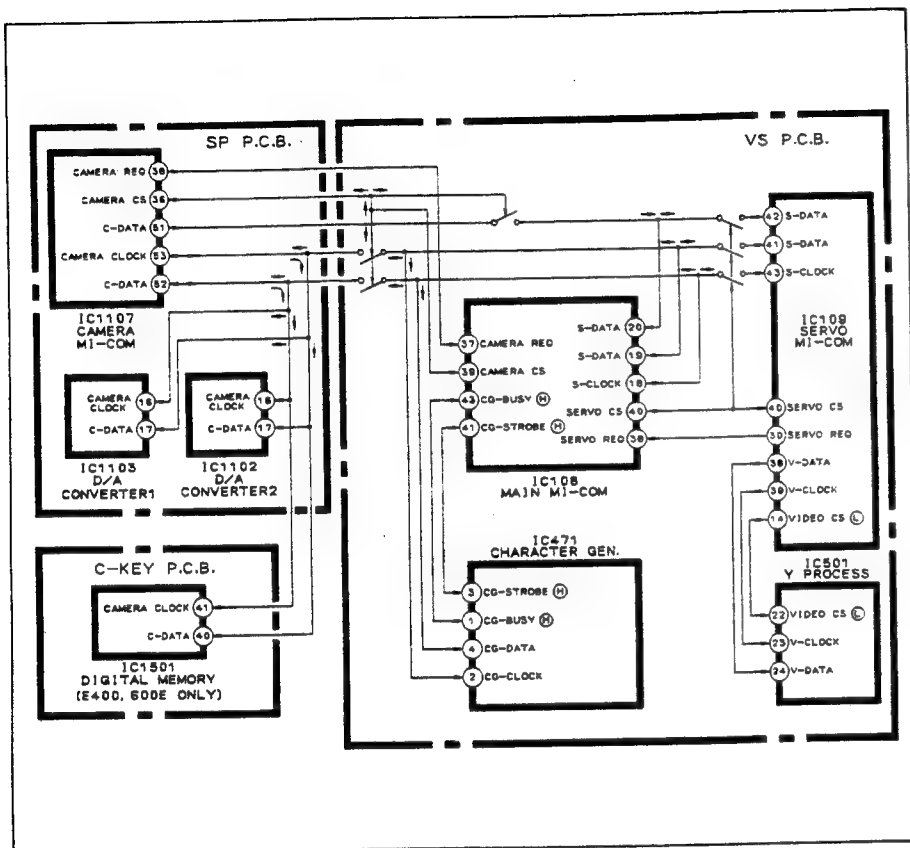 SP P.C.B.
CAMERA REQ 38
CAMERA CS 36
C-DATA 51
CAMERA CLOCK 53
C-DATA 52
IC1107
CAMERA
MI-COM
CAMERA
CLOCK 16
C-DATA 17
IC1103
D/A
CONVERTER1
CAMERA
CLOCK 16
C-DATA 17
IC1102
D/A
CONVERTER2
C-KEY P.C.B.
CAMERA CLOCK 41
C-DATA 40
IC1501
DIGITAL MEMORY
(E400, 600E ONLY)
VS P.C.B.
37 CAMERA REQ
39 CAMERA CS
43 CG-BUSY H
41 CG-STROBE H
S-DATA 20
S-DATA 19
S-CLOCK 18
SERVO CS 40
SERVO REQ 38
IC106
MAIN MI-COM
IC471
CHARACTER GEN.
3 CG-STROBE H
1 CG-BUSY H
4 CG-DATA
2 CG-CLOCK
42 S-DATA
41 S-DATA
43 S-CLOCK
IC109
SERVO
MI-COM
40 SERVO CS
30 SERVO REQ
38 V-DATA
39 V-CLOCK
14 VIDEO CS L
IC501
Y PROCESS
22 VIDEO CS L
23 V-CLOCK
24 V-DATA